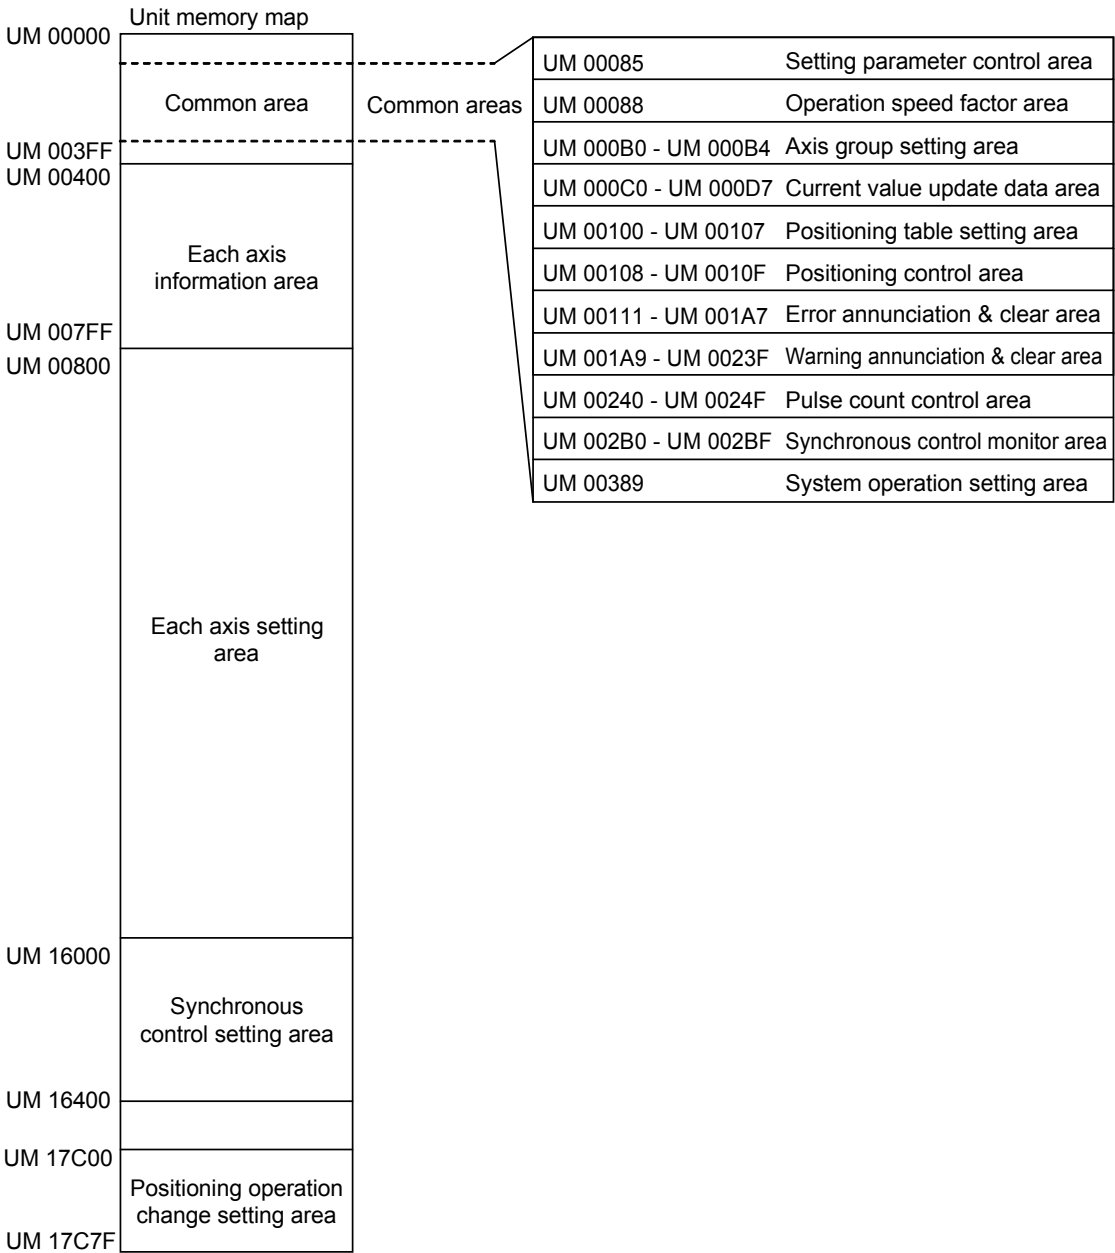 Unit memory map
UM 00000
Common area
UM 003FF
UM 00400
Each axis
information area
UM 007FF
UM 00800
Each axis setting
area
UM 16000
Synchronous
control setting area
UM 16400
UM 17C00
Positioning operation
change setting area
UM 17C7F
Common areas
UM 00085 Setting parameter control area
UM 00088 Operation speed factor area
UM 000B0 - UM 000B4 Axis group setting area
UM 000C0 - UM 000D7 Current value update data area
UM 00100 - UM 00107 Positioning table setting area
UM 00108 - UM 0010F Positioning control area
UM 00111 - UM 001A7 Error annunciation & clear area
UM 001A9 - UM 0023F Warning annunciation & clear area
UM 00240 - UM 0024F Pulse count control area
UM 002B0 - UM 002BF Synchronous control monitor area
UM 00389 System operation setting area